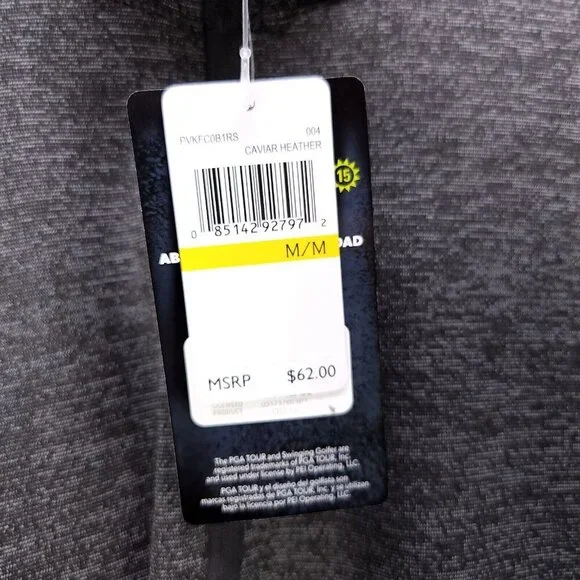 PVKFC0B1RS 004
CAVIAR HEATHER
15
0 85142 92797 2
M/M
MSRP $62.00
PRODUCT
The PGA TOUR and Swinging Golfer are
registered trademarks of PGA TOUR, Inc.
and used under license by PEI Operating, LLC.
PGA TOUR y el diseño del golfista son
marcas registradas de PGA TOUR, Inc. y se utilizan
bajo la licencia por PEI Operating, LLC.